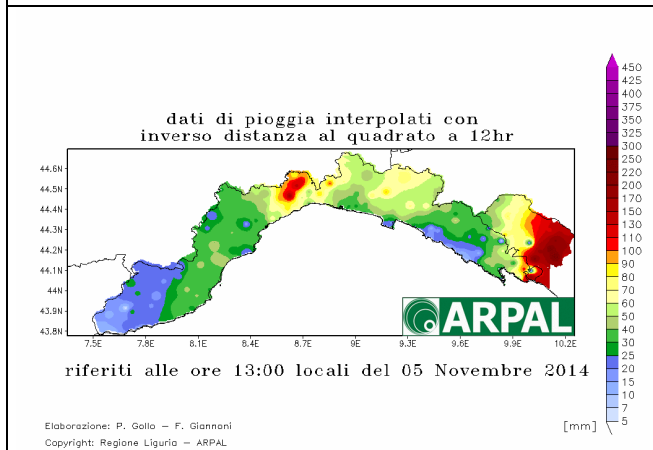 dati di pioggia interpolati con
inverso distanza al quadrato a 12hr
44.6N
44.5N
44.4N
44.3N
44.2N
44.1N
44N
43.9N
43.8N
7.5E 7.8E 8.1E 8.4E 8.7E 9E 9.3E 9.6E 9.9E 10.2E
ARPAL
450
425
400
375
350
325
300
250
220
200
170
150
130
110
100
90
80
70
60
50
40
30
25
20
15
10
7
5
[mm]
riferiti alle ore 13:00 locali del 05 Novembre 2014
Elaborazione: P. Gollo – F. Giannoni
Copyright: Regione Liguria – ARPAL